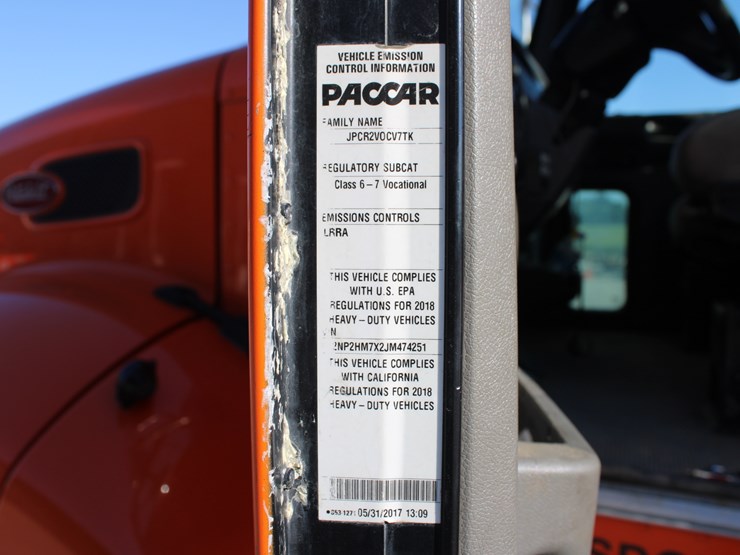 VEHICLE EMISSION
CONTROL INFORMATION
PACCAR
FAMILY NAME
JPCR2VOCV7TK
REGULATORY SUBCAT
Class 6 – 7 Vocational
EMISSIONS CONTROLS
LRRA
THIS VEHICLE COMPLIES
WITH U.S. EPA
REGULATIONS FOR 2018
HEAVY – DUTY VEHICLES
N
2NP2HM7X2JM474251
THIS VEHICLE COMPLIES
WITH CALIFORNIA
REGULATIONS FOR 2018
HEAVY – DUTY VEHICLES
05/31/2017 13:09